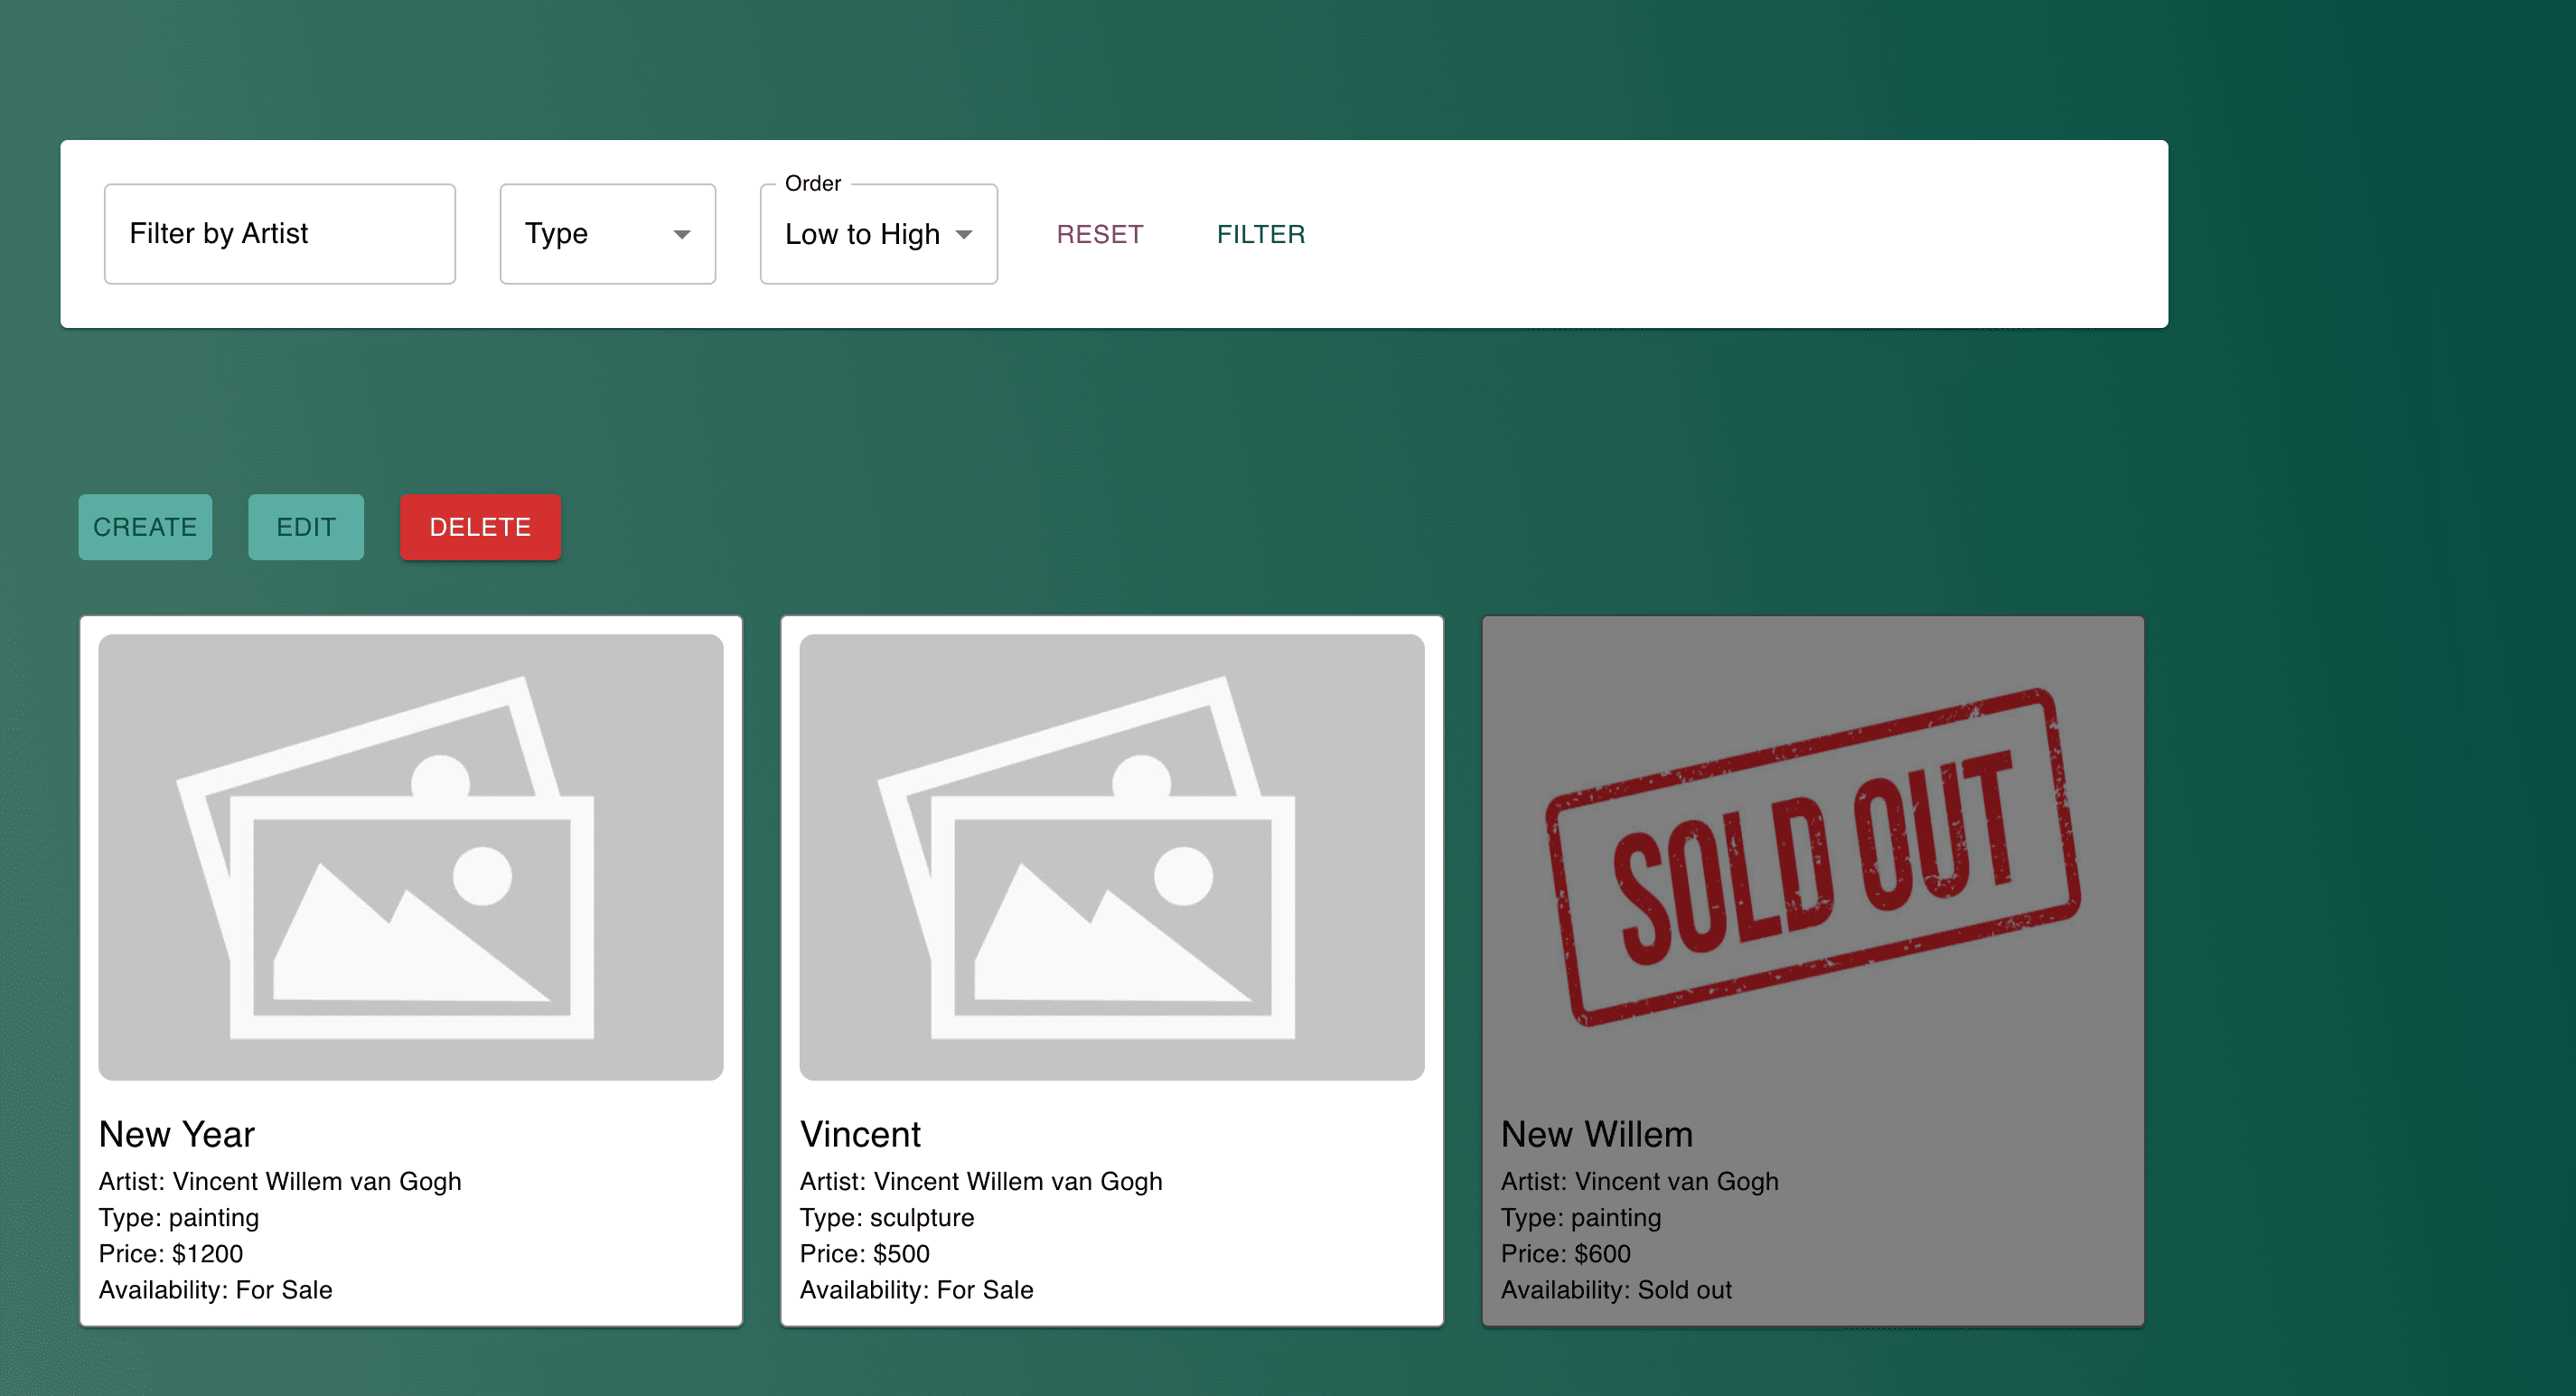 Filter by Artist
Type
Order
Low to High
RESET
FILTER
CREATE
EDIT
DELETE
New Year
Artist: Vincent Willem van Gogh
Type: painting
Price: $1200
Availability: For Sale
Vincent
Artist: Vincent Willem van Gogh
Type: sculpture
Price: $500
Availability: For Sale
SOLD OUT
New Willem
Artist: Vincent van Gogh
Type: painting
Price: $600
Availability: Sold out